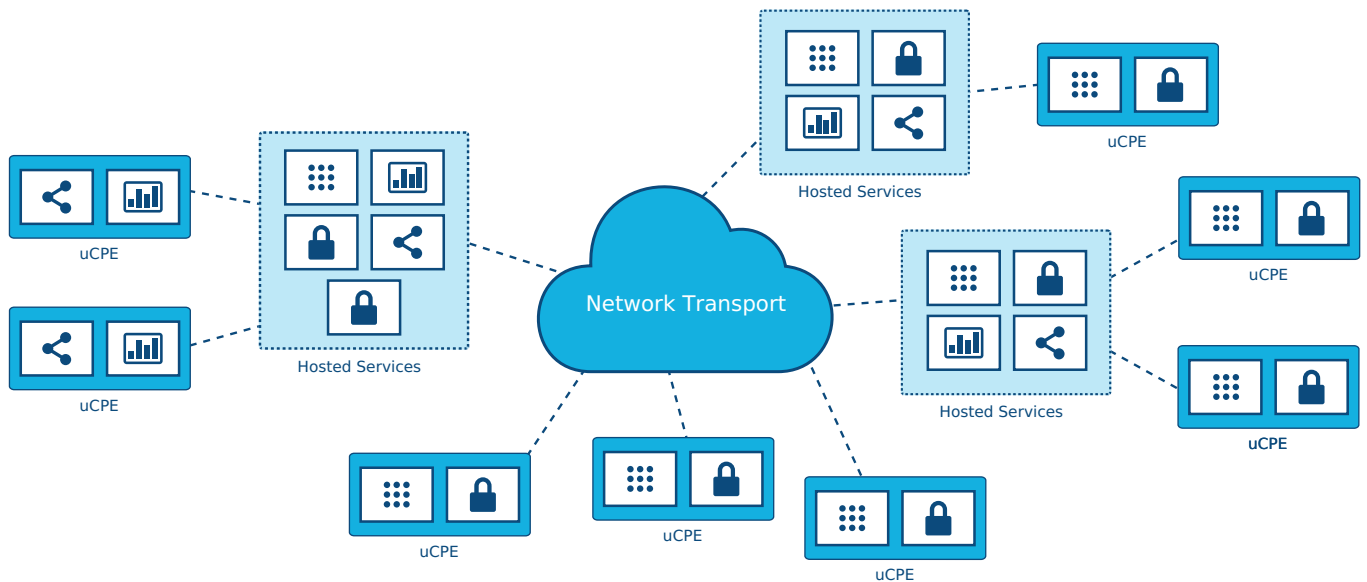 uCPE
Hosted Services
uCPE
uCPE
Hosted Services
uCPE
Network Transport
Hosted Services
uCPE
uCPE
uCPE
uCPE
uCPE